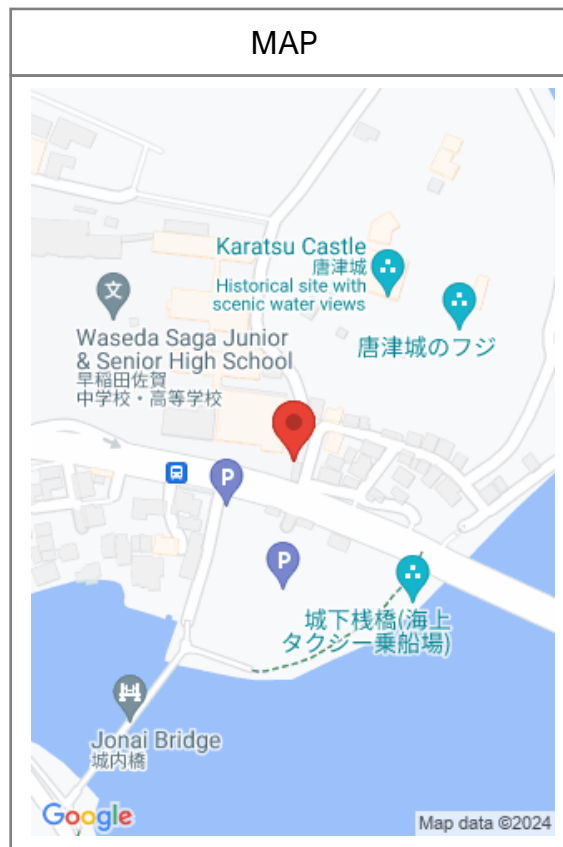 MAP
Karatsu Castle
唐津城
Historical site with
scenic water views
唐津城のフジ
文
Waseda Saga Junior
& Senior High School
早稲田佐賀
中学校・高等学校
P
P
城下桟橋(海上
タクシー乗船場)
Jonai Bridge
城内橋
Google
Map data ©2024